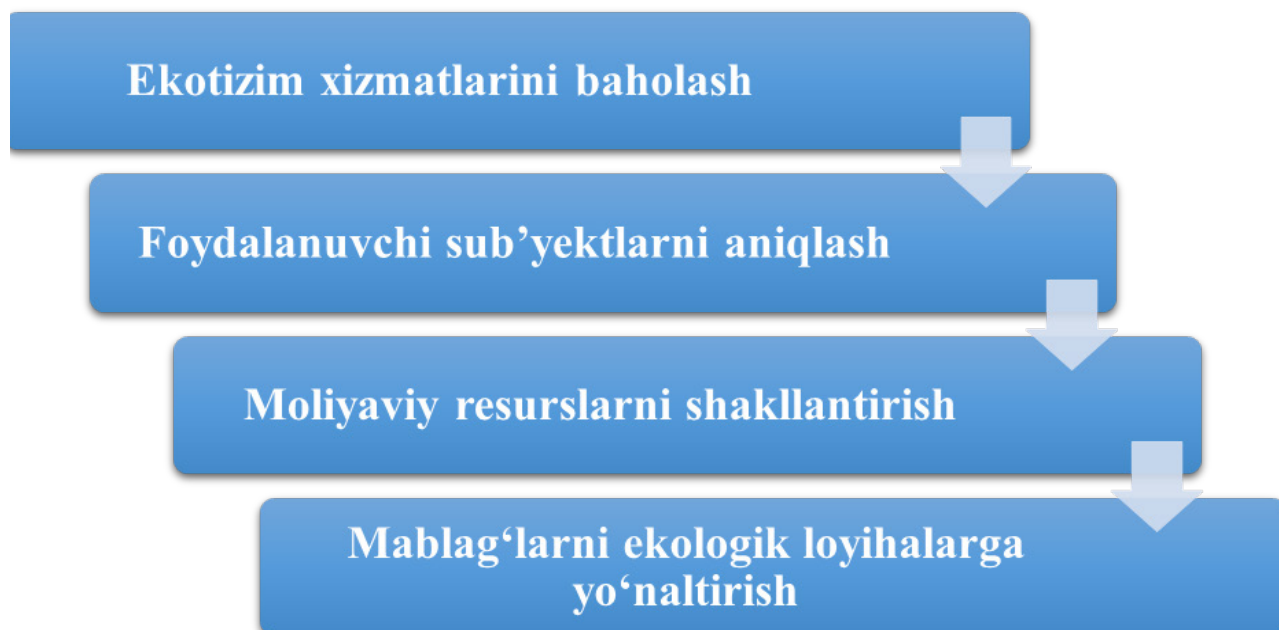 Ekotizim xizmatlarini baholash
Foydalanuvchi sub’yektlarni aniqlash
Moliyaviy resurslarni shakllantirish
Mablag‘larni ekologik loyihalarga
yo‘naltirish